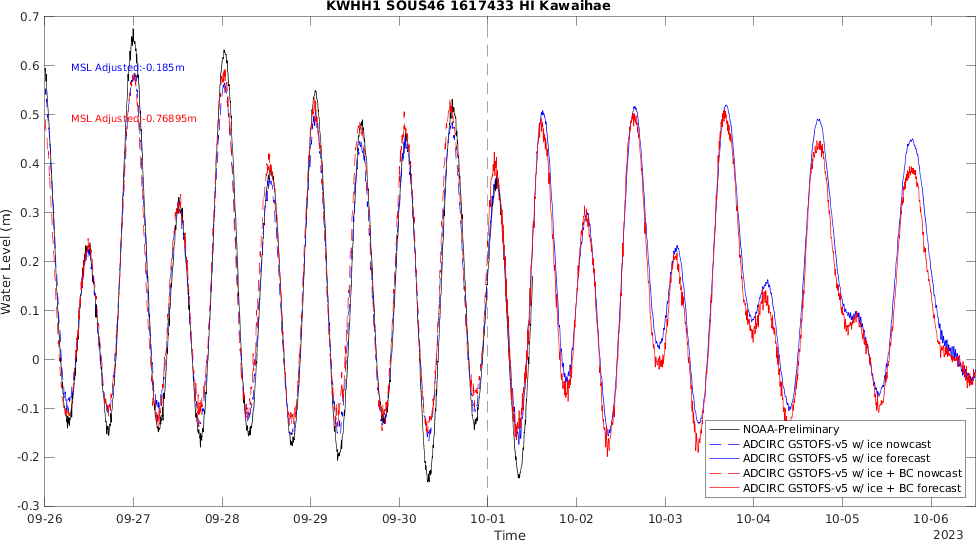 KWHH1 SOUS46 1617433 HI Kawaihae
0.7
0.6
0.5
0.4
0.3
0.2
0.1
0
-0.1
-0.2
-0.3
Water Level (m)
MSL Adjusted:-0.185m
MSL Adjusted:-0.76895m
NOAA-Preliminary
ADCIRC GSTOFS-v5 w/ ice nowcast
ADCIRC GSTOFS-v5 w/ ice forecast
ADCIRC GSTOFS-v5 w/ ice + BC nowcast
ADCIRC GSTOFS-v5 w/ ice + BC forecast
09-26 09-27 09-28 09-29 09-30 10-01 10-02 10-03 10-04 10-05 10-06
Time
2023